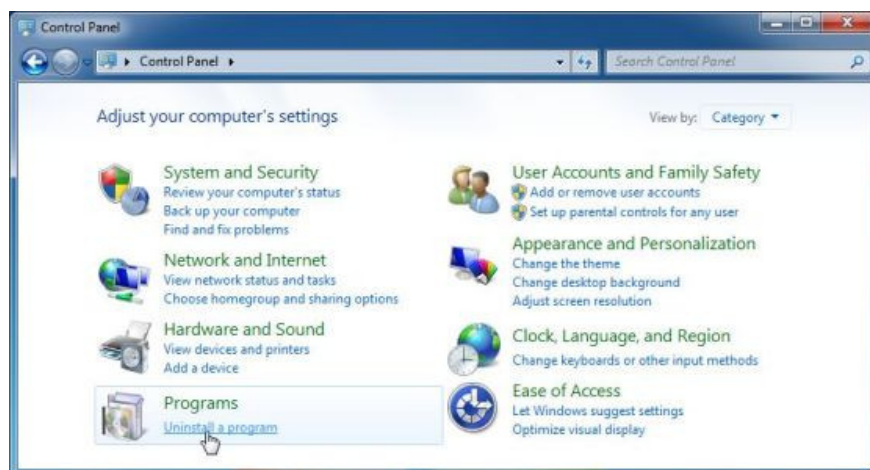 Control Panel
Control Panel
Search Control Panel
Adjust your computer's settings
View by: Category
System and Security
Review your computer's status
Back up your computer
Find and fix problems
Network and Internet
View network status and tasks
Choose homegroup and sharing options
Hardware and Sound
View devices and printers
Add a device
Programs
Uninstall a program
User Accounts and Family Safety
Add or remove user accounts
Set up parental controls for any user
Appearance and Personalization
Change the theme
Change desktop background
Adjust screen resolution
Clock, Language, and Region
Change keyboards or other input methods
Ease of Access
Let Windows suggest settings
Optimize visual display